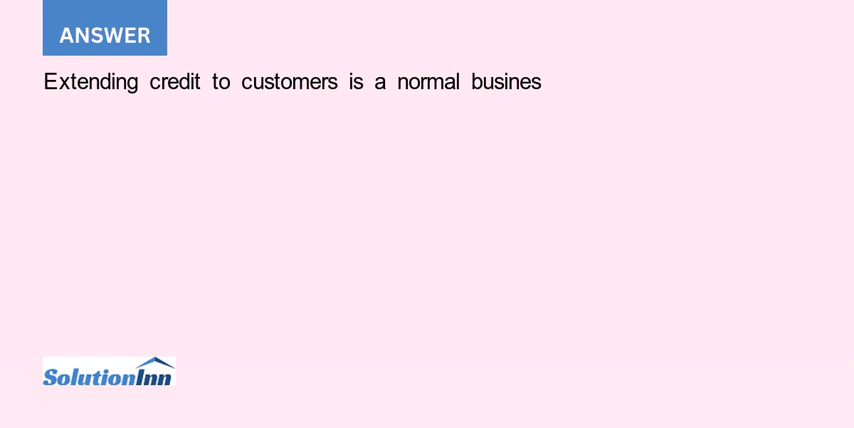 ANSWER
Extending credit to customers is a normal busines
SolutionInn